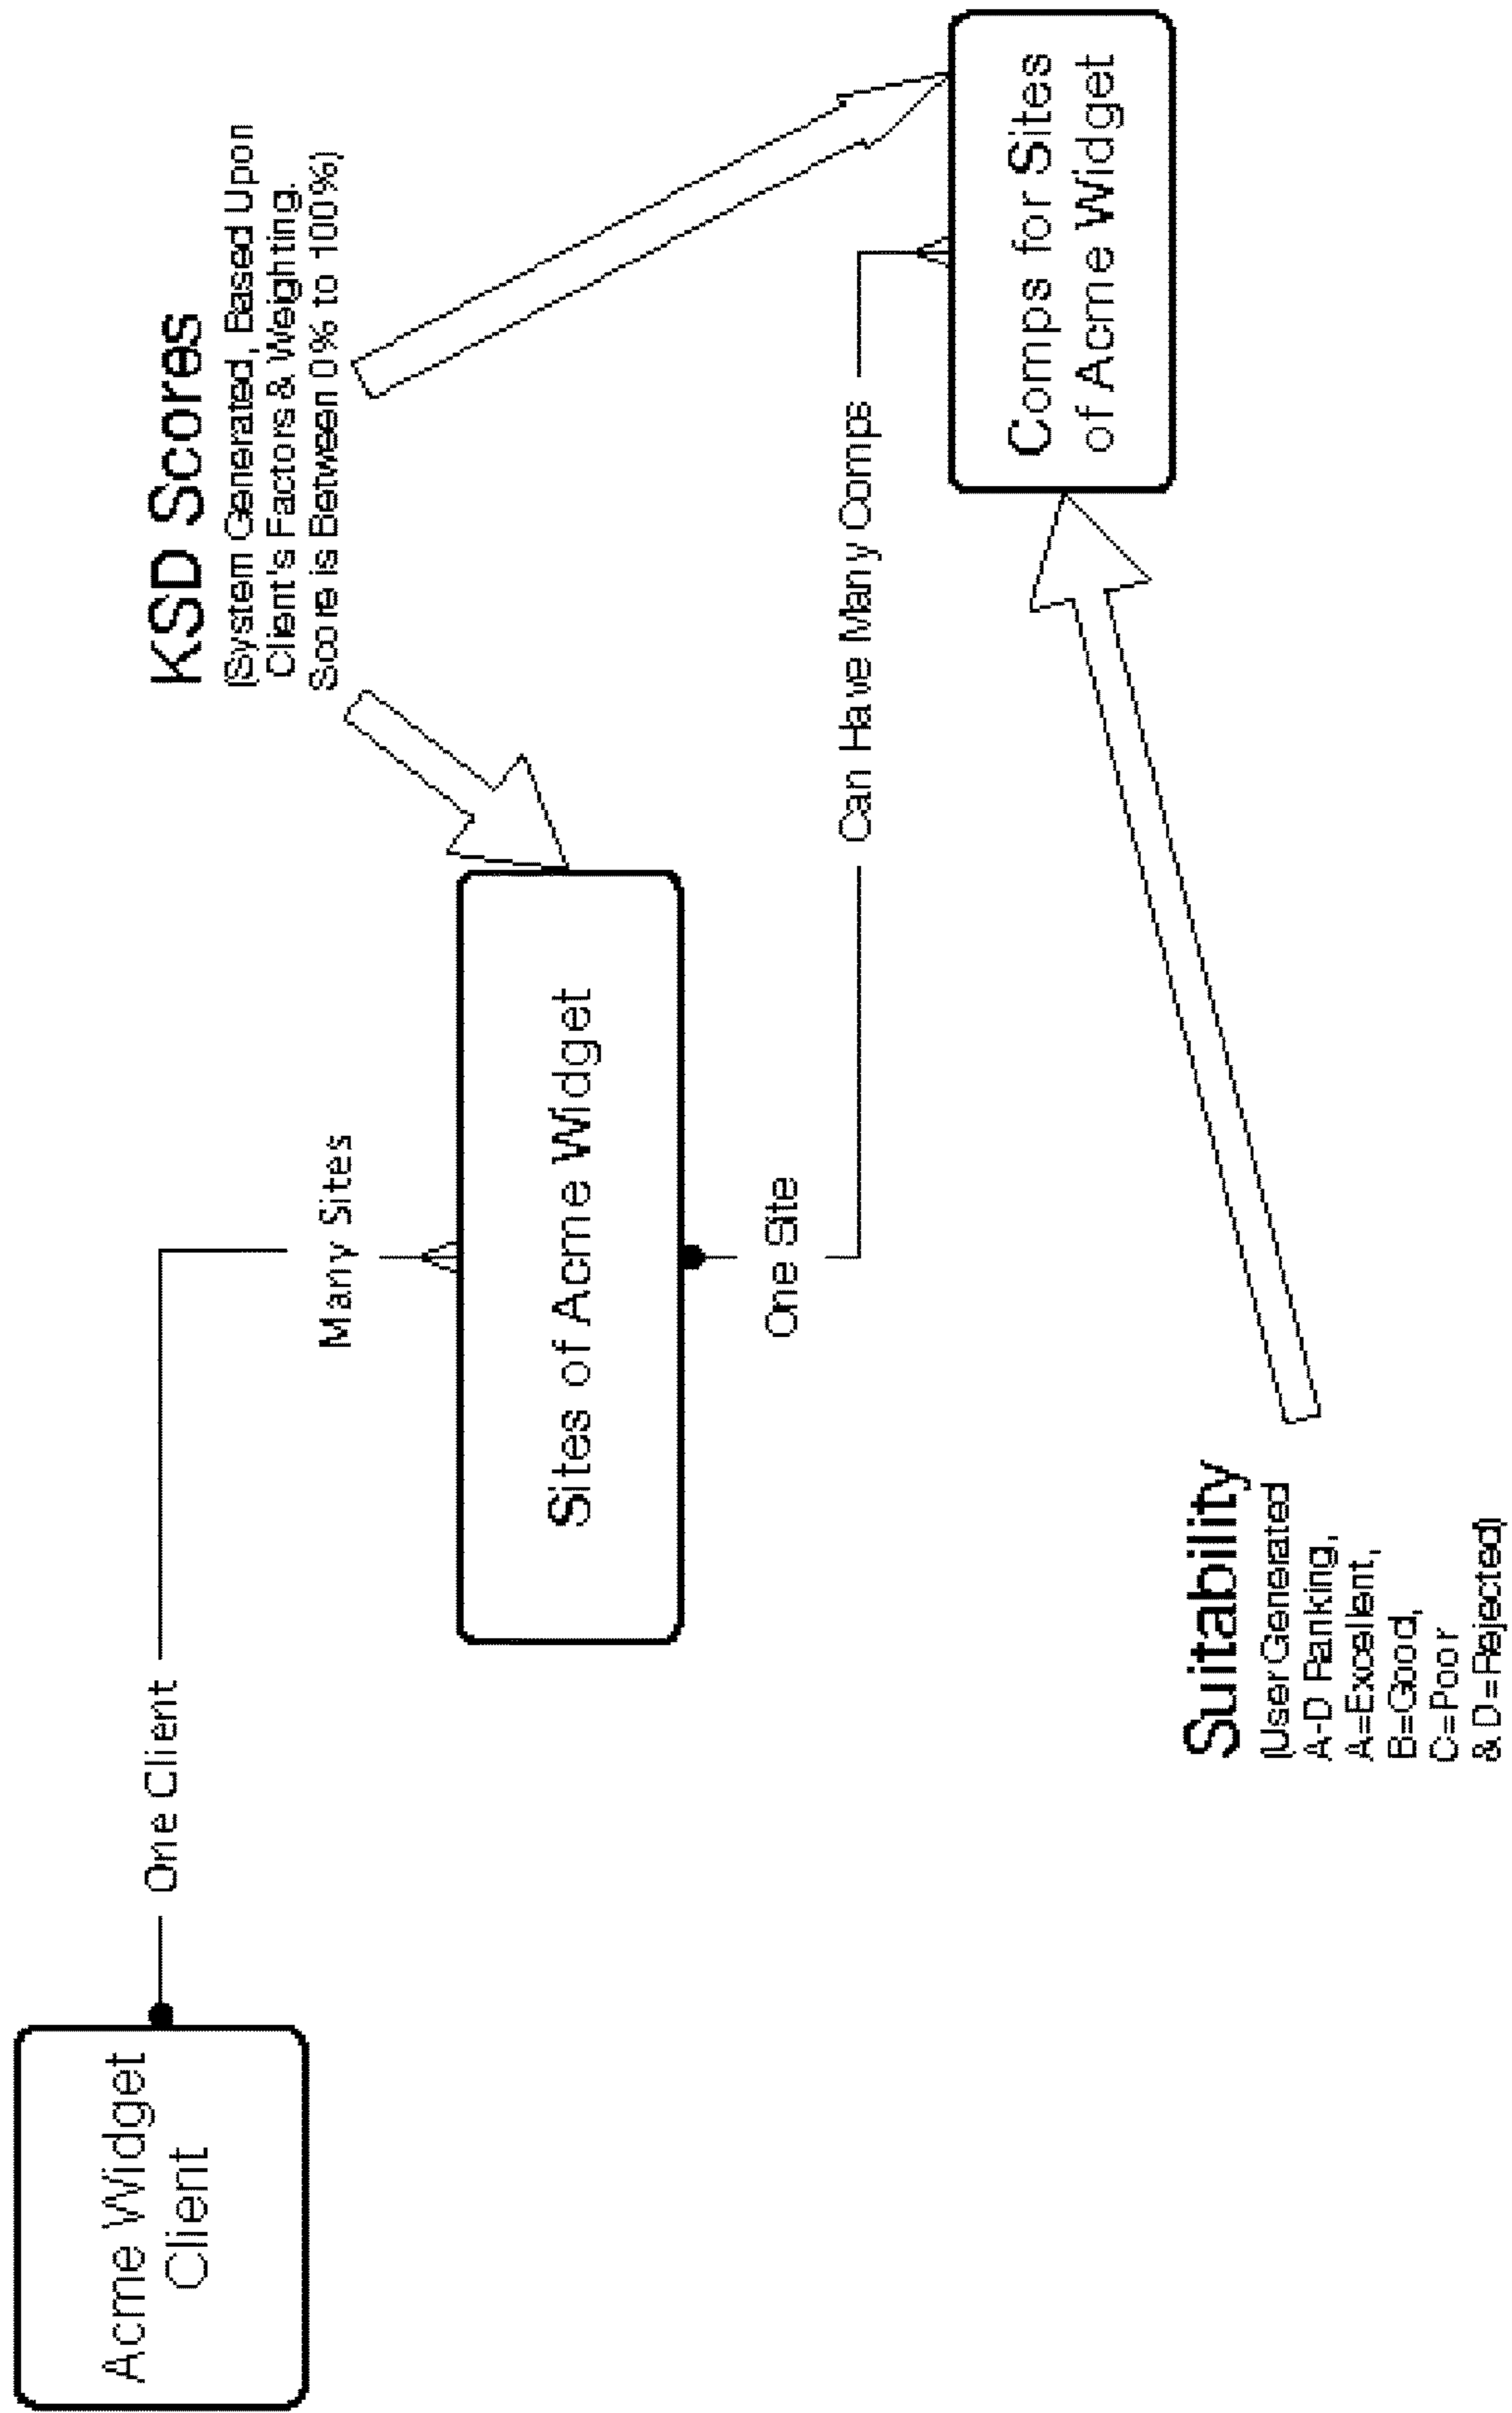 Acme Widget
Client
One Client
Many Sites
KSD Scores
(System Generated, Based Upon
Client's Factors & Weighting.
Score is Between 0% to 100%)
Sites of Acme Widget
One Site
Can Have Many Comps
Comps for Sites
of Acme Widget
Suitability
(User Generated
A-D Ranking,
A=Excellent,
B=Good,
C=Poor
& D=Rejected)